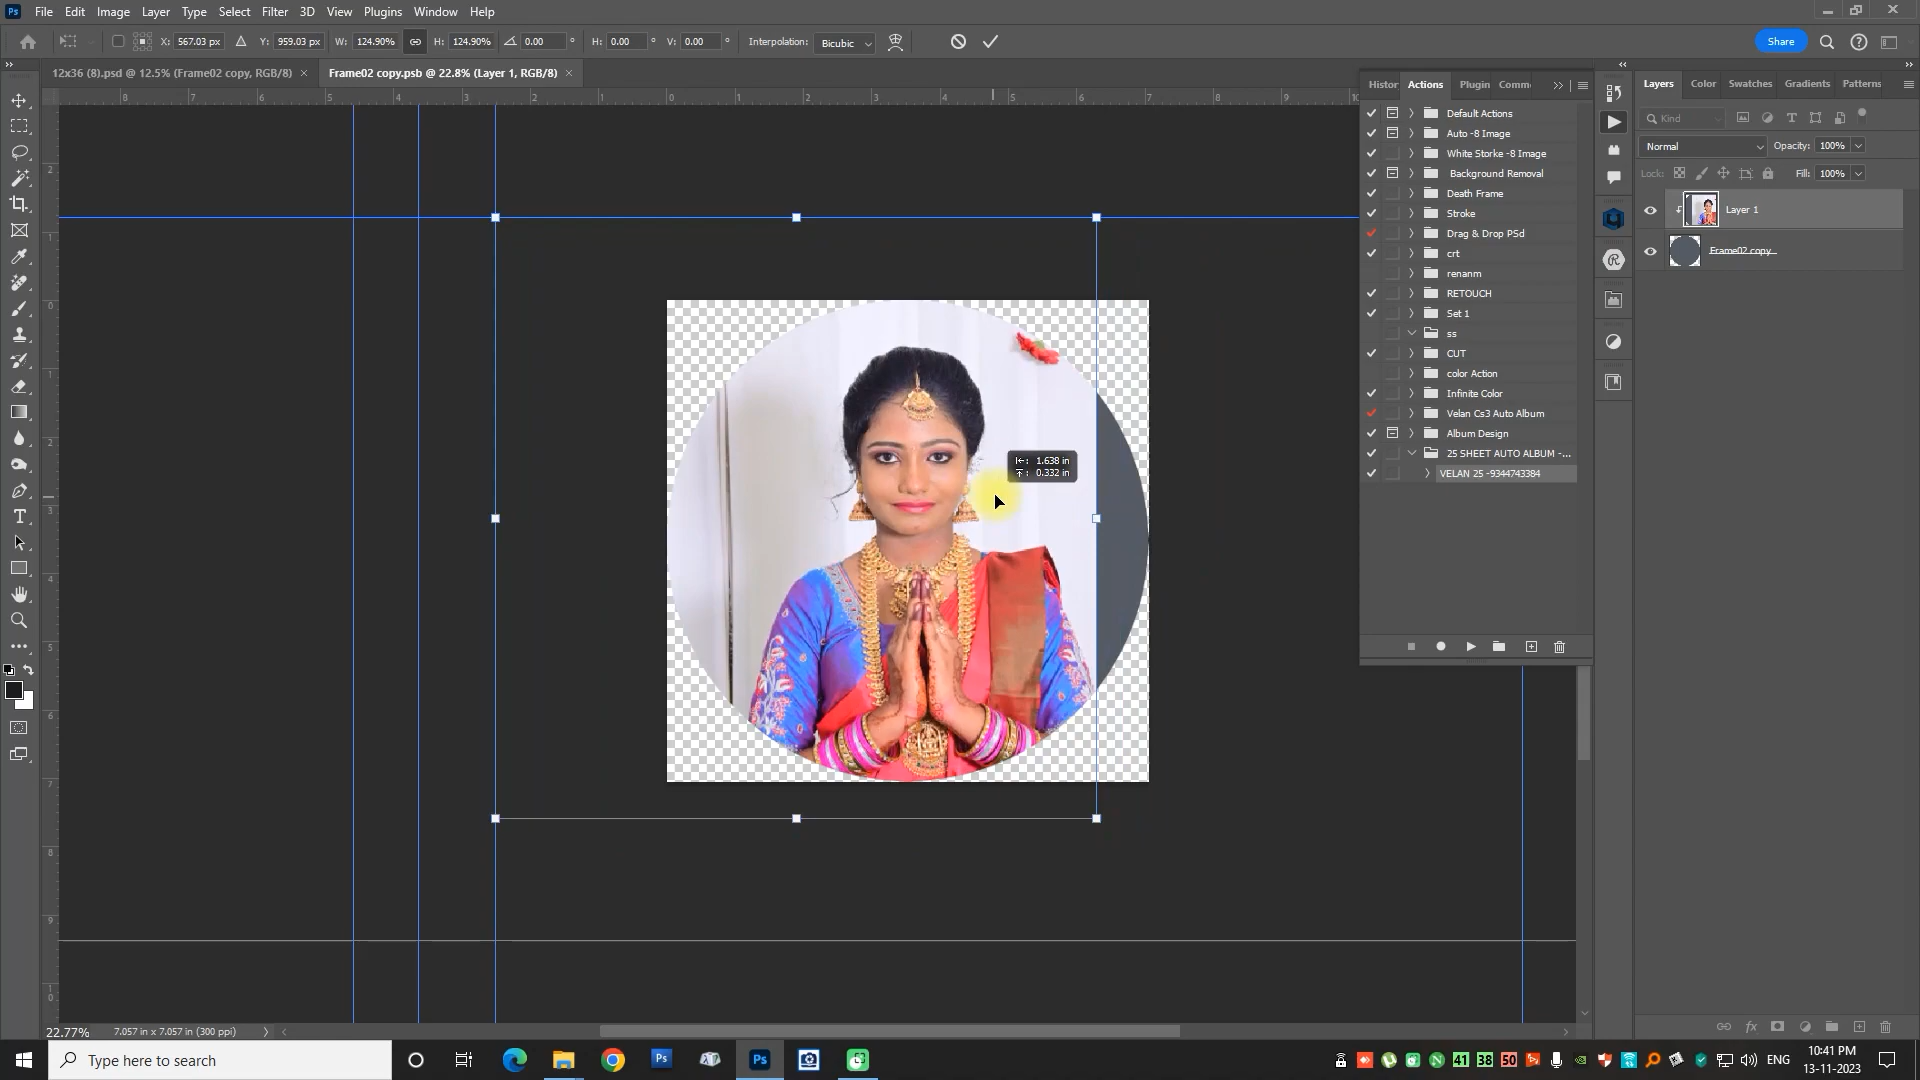 Ps File Edit Image Layer Type Select Filter 3D View Plugins Window Help
X: 567.03 px Y: 959.03 px W: 124.90% H: 124.90% 0.00 ° H: 0.00 ° V: 0.00 ° Interpolation: Bicubic Share
12x36 (8).psd @ 12.5% (Frame02 copy, RGB/8) × Frame02 copy.psb @ 22.8% (Layer 1, RGB/8) ×
Histor Actions Plugin Comm
Layers Color Swatches Gradients Patterns
Default Actions
Auto -8 Image
White Storke -8 Image
Background Removal
Death Frame
Stroke
Drag & Drop PSd
crt
renanm
RETOUCH
Set 1
ss
CUT
color Action
Infinite Color
Velan Cs3 Auto Album
Album Design
25 SHEET AUTO ALBUM -...
VELAN 25 -9344743384
Kind
Normal Opacity: 100%
Lock: Fill: 100%
Layer 1
Frame02 copy
1.638 in
0.332 in
22.77% 7.057 in x 7.057 in (300 ppi)
Type here to search
41 38 50 ENG
10:41 PM
13-11-2023